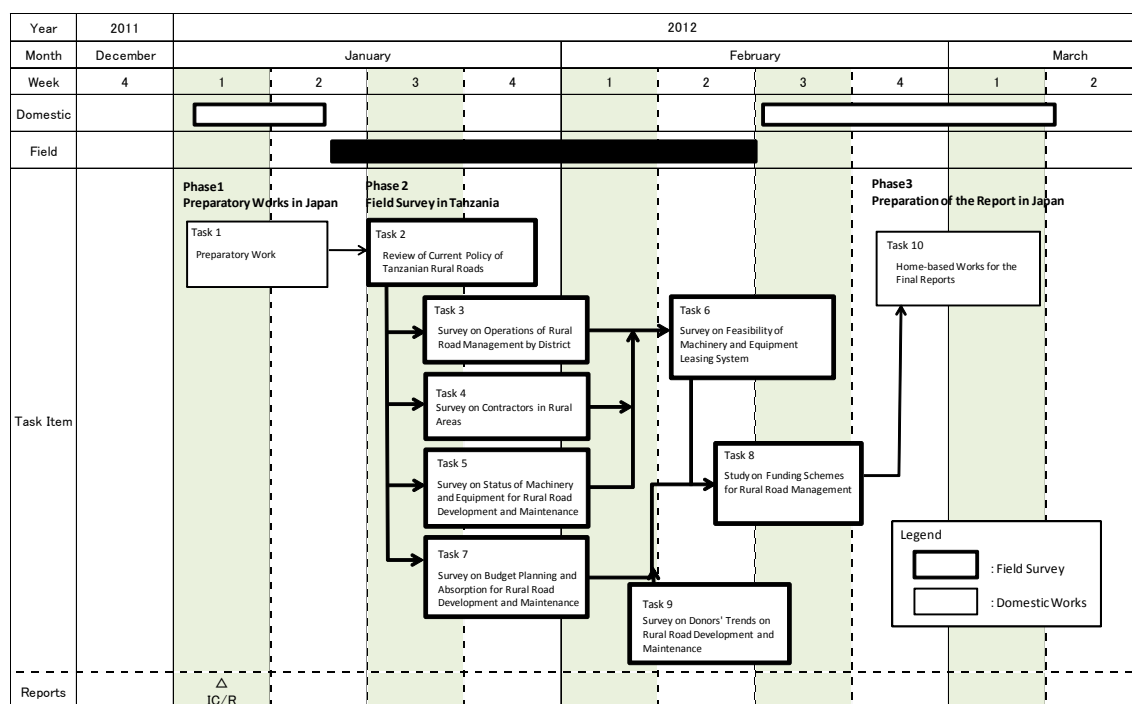 Year 2011 2012
Month December January February March
Week 4 1 2 3 4 1 2 3 4 1 2
Domestic
Field
Task Item
Phase1
Preparatory Works in Japan
Phase 2
Field Survey in Tahzania
Phase3
Preparation of the Report in Japan
Task 1
Preparatory Work
Task 2
Review of Current Policy of
Tanzanian Rural Roads
Task 10
Home-based Works for the
Final Reports
Task 3
Survey on Operations of Rural
Road Management by District
Task 6
Survey on Feasibility of
Machinery and Equipment
Leasing System
Task 4
Survey on Contractors in Rural
Areas
Task 5
Survey on Status of Machinery
and Equipment for Rural Road
Development and Maintenance
Task 8
Study on Funding Schemes
for Rural Road Management
Task 7
Survey on Budget Planning and
Absorption for Rural Road
Development and Maintenance
Task 9
Survey on Donors' Trends on
Rural Road Development and
Maintenance
Legend
: Field Survey
: Domestic Works
Reports
△
IC/R